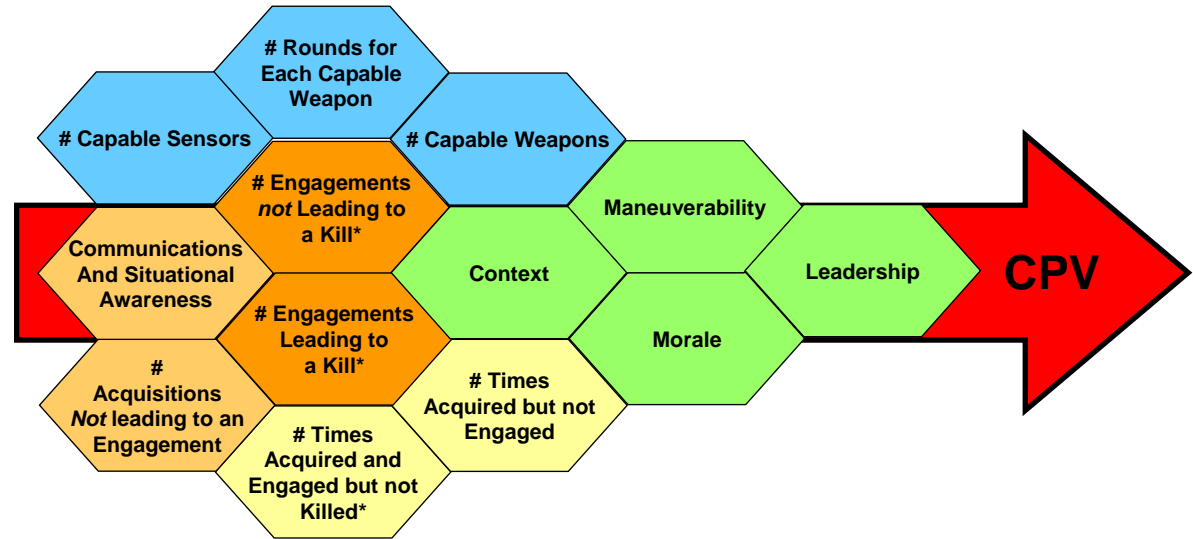 # Rounds for
Each Capable
Weapon
# Capable Sensors
# Capable Weapons
# Engagements
not Leading to
a Kill*
Maneuverability
Communications
And Situational
Awareness
Context
Leadership
CPV
# Engagements
Leading to
a Kill*
Morale
#
Acquisitions
Not leading to an
Engagement
# Times
Acquired but not
Engaged
# Times
Acquired and
Engaged but not
Killed*